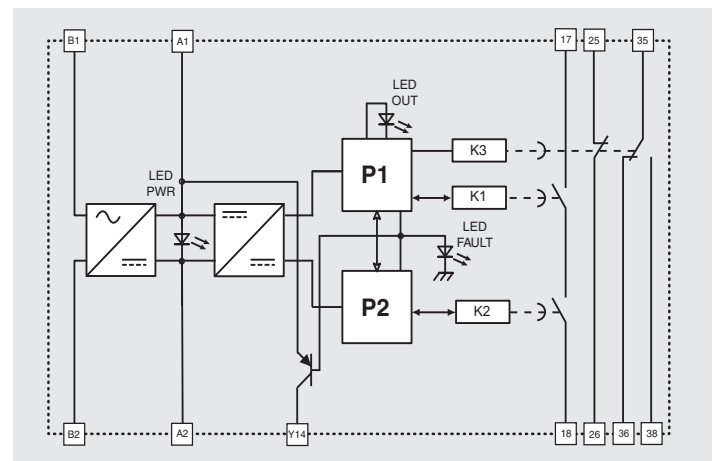 B1 A1 17 25 35
LED
OUT
P1
K3
LED
PWR
K1
LED
FAULT
P2
K2
B2 A2 Y14 18 26 36 38